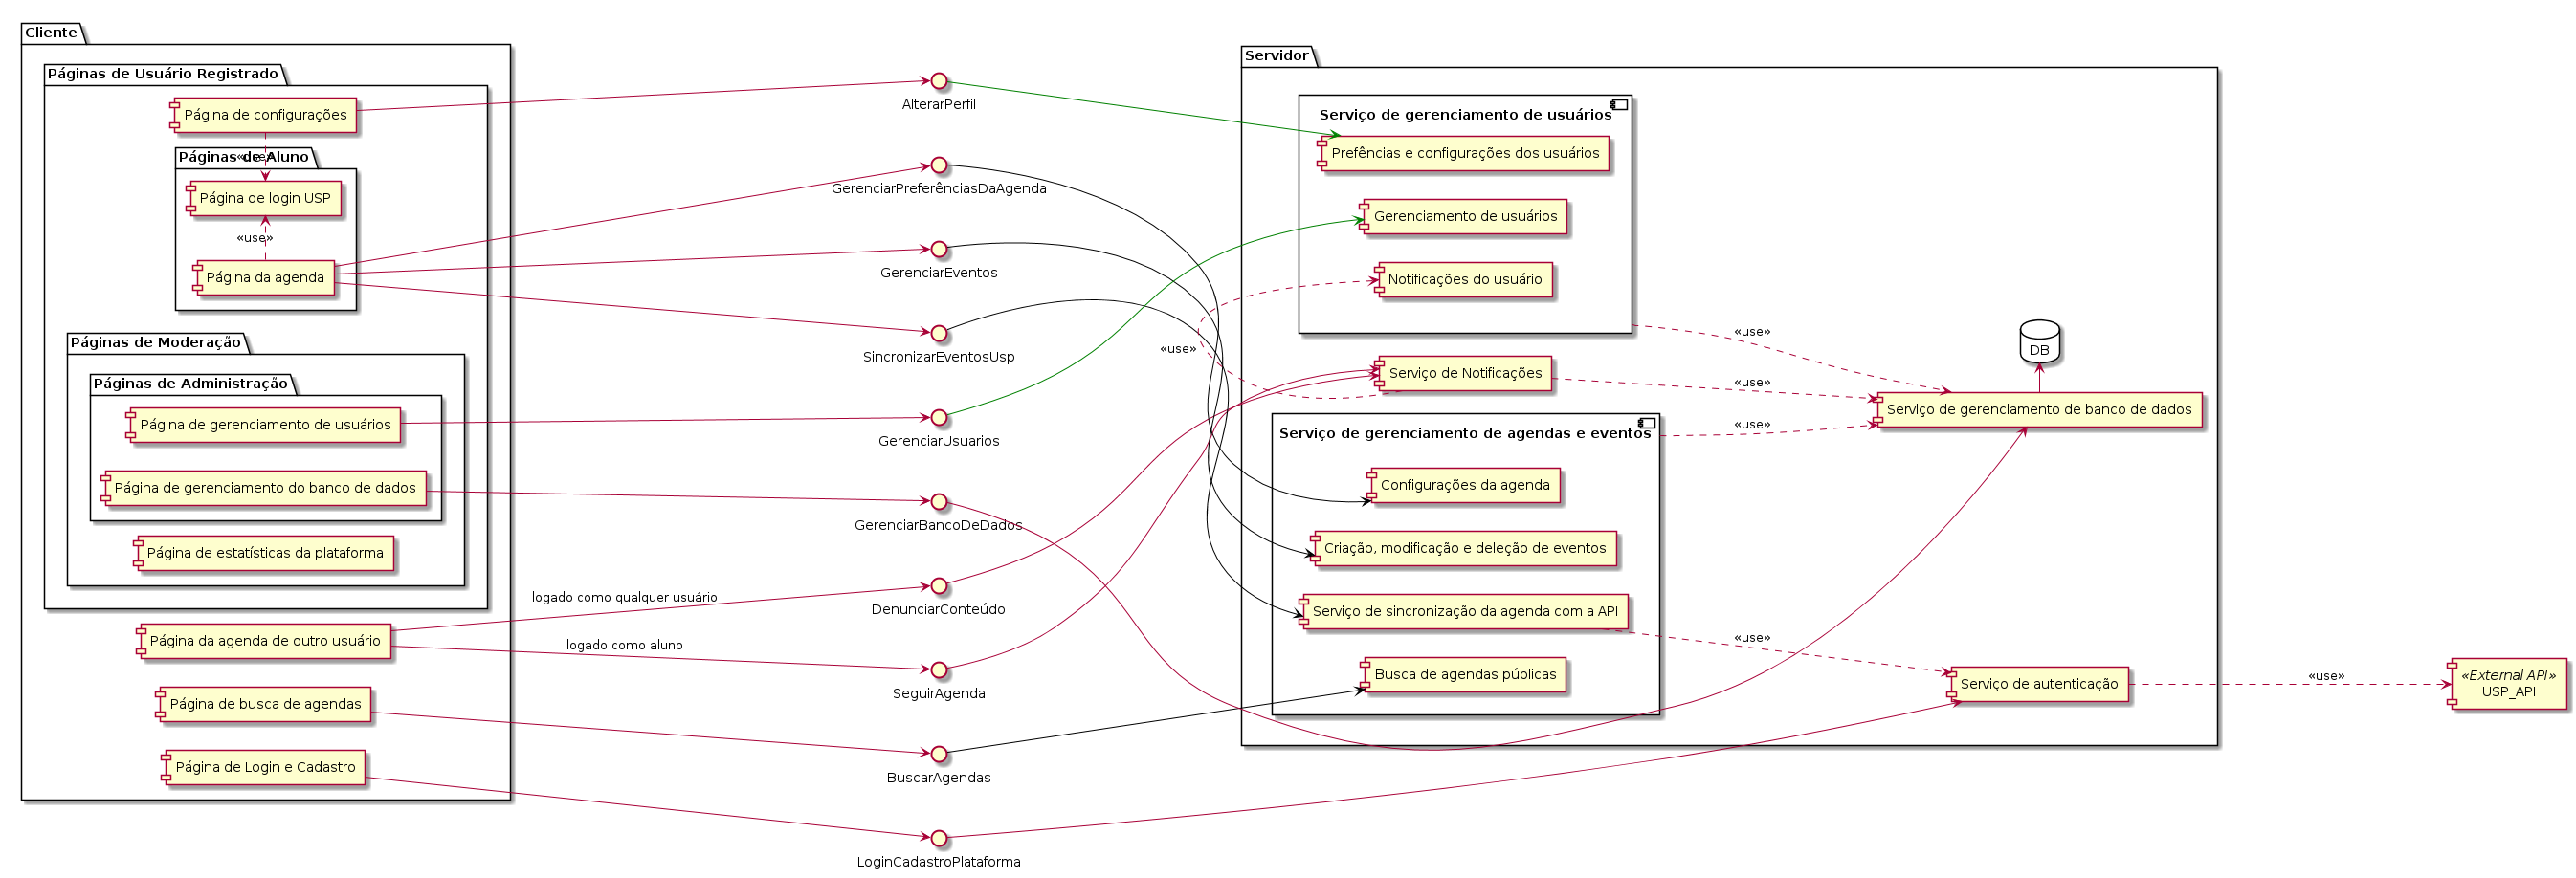 Cliente
Páginas de Usuário Registrado
Página de configurações
«use»
Páginas de Aluno
Página de login USP
«use»
Página da agenda
Páginas de Moderação
Páginas de Administração
Página de gerenciamento de usuários
Página de gerenciamento do banco de dados
Página de estatísticas da plataforma
Página da agenda de outro usuário
Página de busca de agendas
Página de Login e Cadastro
logado como qualquer usuário
logado como aluno
AlterarPerfil
GerenciarPreferênciasDaAgenda
GerenciarEventos
SincronizarEventosUsp
GerenciarUsuarios
GerenciarBancoDeDados
DenunciarConteúdo
SeguirAgenda
BuscarAgendas
LoginCadastroPlataforma
Servidor
Serviço de gerenciamento de usuários
Prefências e configurações dos usuários
Gerenciamento de usuários
Notificações do usuário
«use»
Serviço de Notificações
Serviço de gerenciamento de agendas e eventos
Configurações da agenda
Criação, modificação e deleção de eventos
Serviço de sincronização da agenda com a API
Busca de agendas públicas
«use»
«use»
«use»
«use»
DB
Serviço de gerenciamento de banco de dados
Serviço de autenticação
«use»
«External API»
USP_API